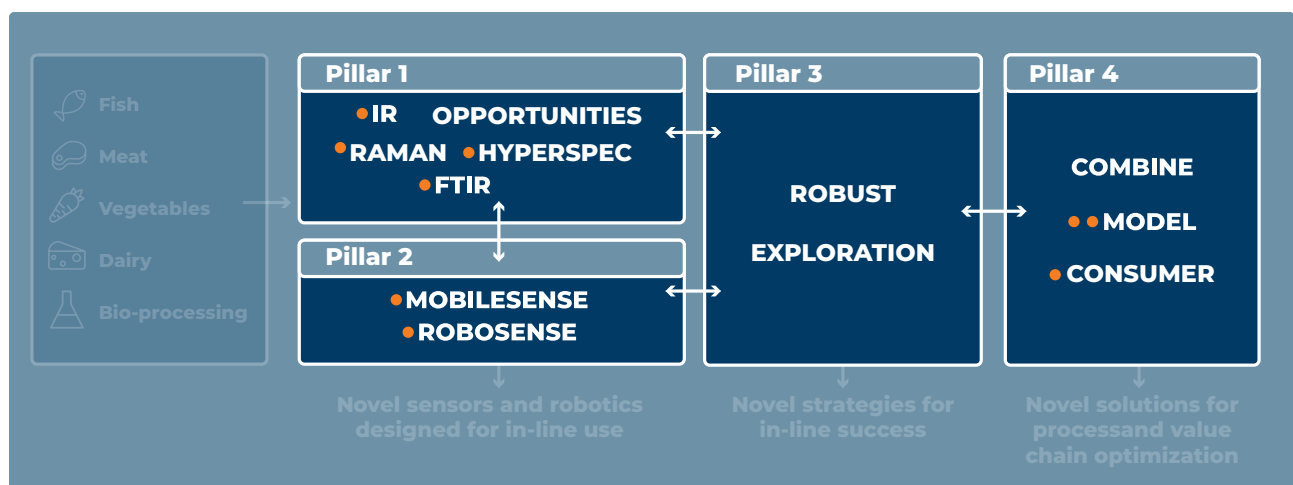 Fish
Meat
Vegetables
Dairy
Bio-processing
Pillar 1
IR OPPORTUNITIES
RAMAN HYPERSPEC
FTIR
Pillar 2
MOBILESENSE
ROBOSENSE
Novel sensors and robotics
designed for in-line use
Pillar 3
ROBUST
EXPLORATION
Novel strategies for
in-line success
Pillar 4
COMBINE
MODEL
CONSUMER
Novel solutions for
processand value
chain optimization